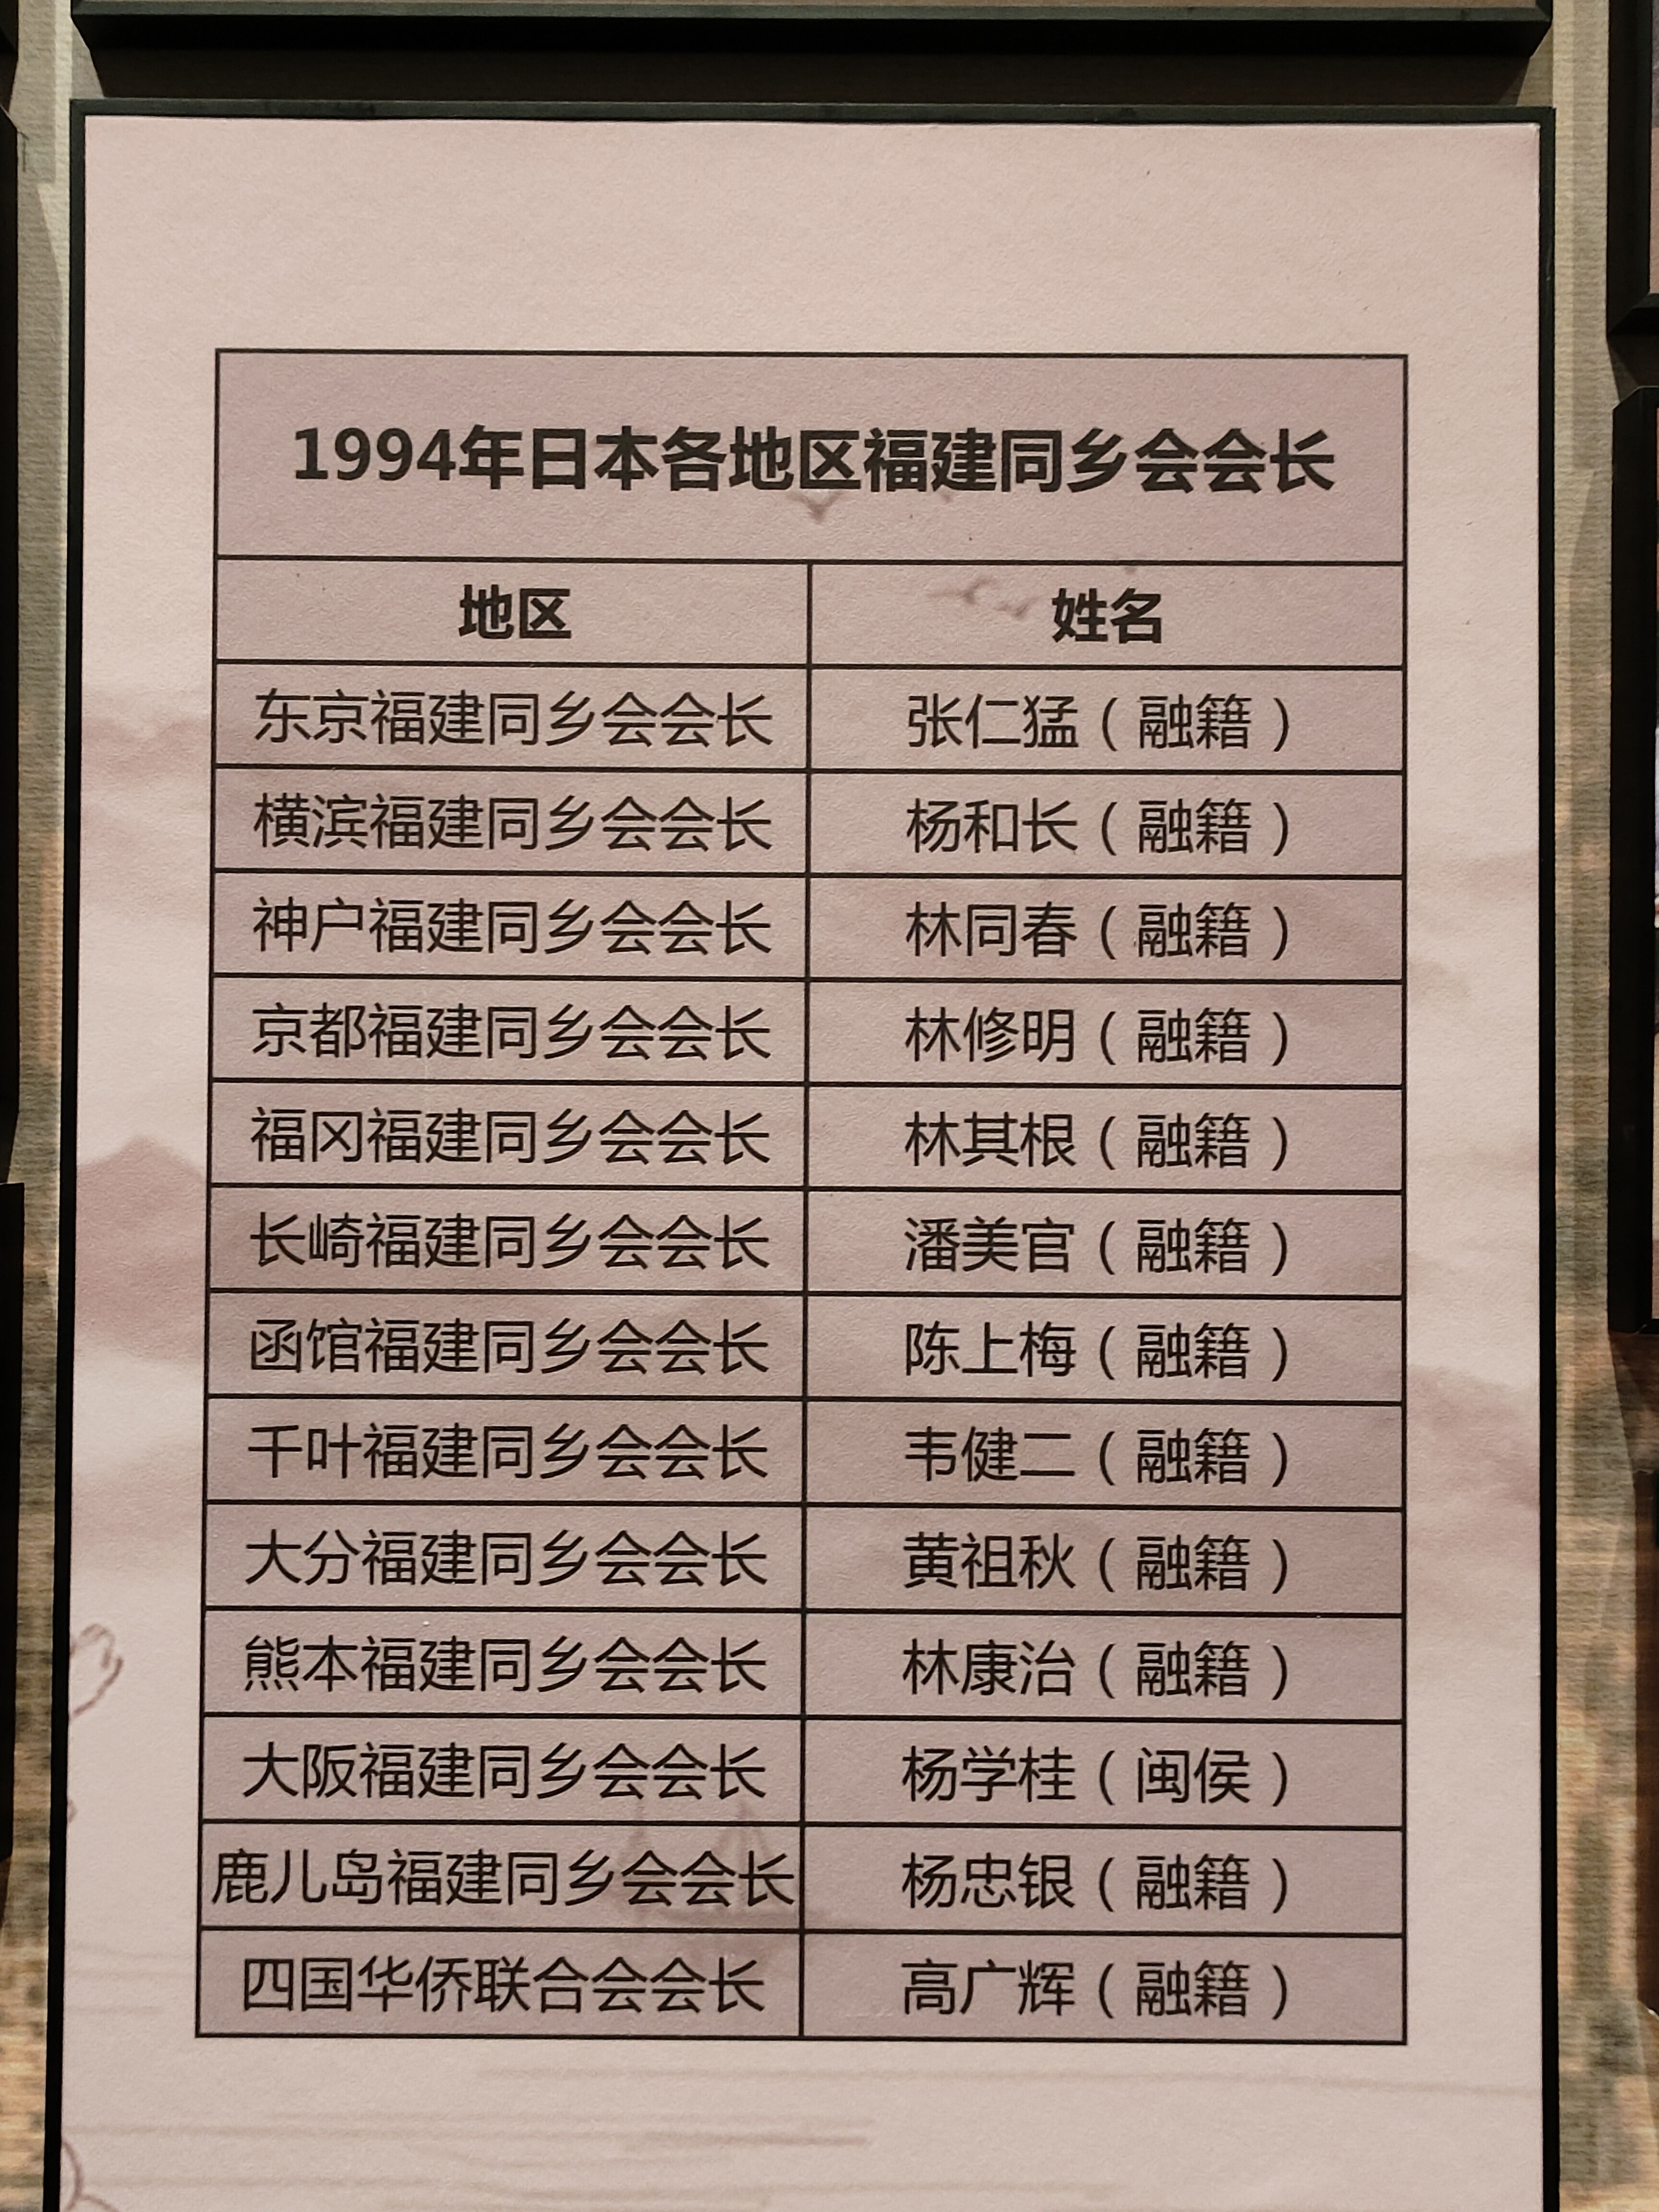 1994年日本各地区福建同乡会会长
地区 姓名
东京福建同乡会会长 张仁猛（融籍）
横滨福建同乡会会长 杨和长（融籍）
神户福建同乡会会长 林同春（融籍）
京都福建同乡会会长 林修明（融籍）
福冈福建同乡会会长 林其根（融籍）
长崎福建同乡会会长 潘美官（融籍）
函馆福建同乡会会长 陈上梅（融籍）
千叶福建同乡会会长 韦健二（融籍）
大分福建同乡会会长 黄祖秋（融籍）
熊本福建同乡会会长 林康治（融籍）
大阪福建同乡会会长 杨学桂（闽侯）
鹿儿岛福建同乡会会长 杨忠银（融籍）
四国华侨联合会会长 高广辉（融籍）